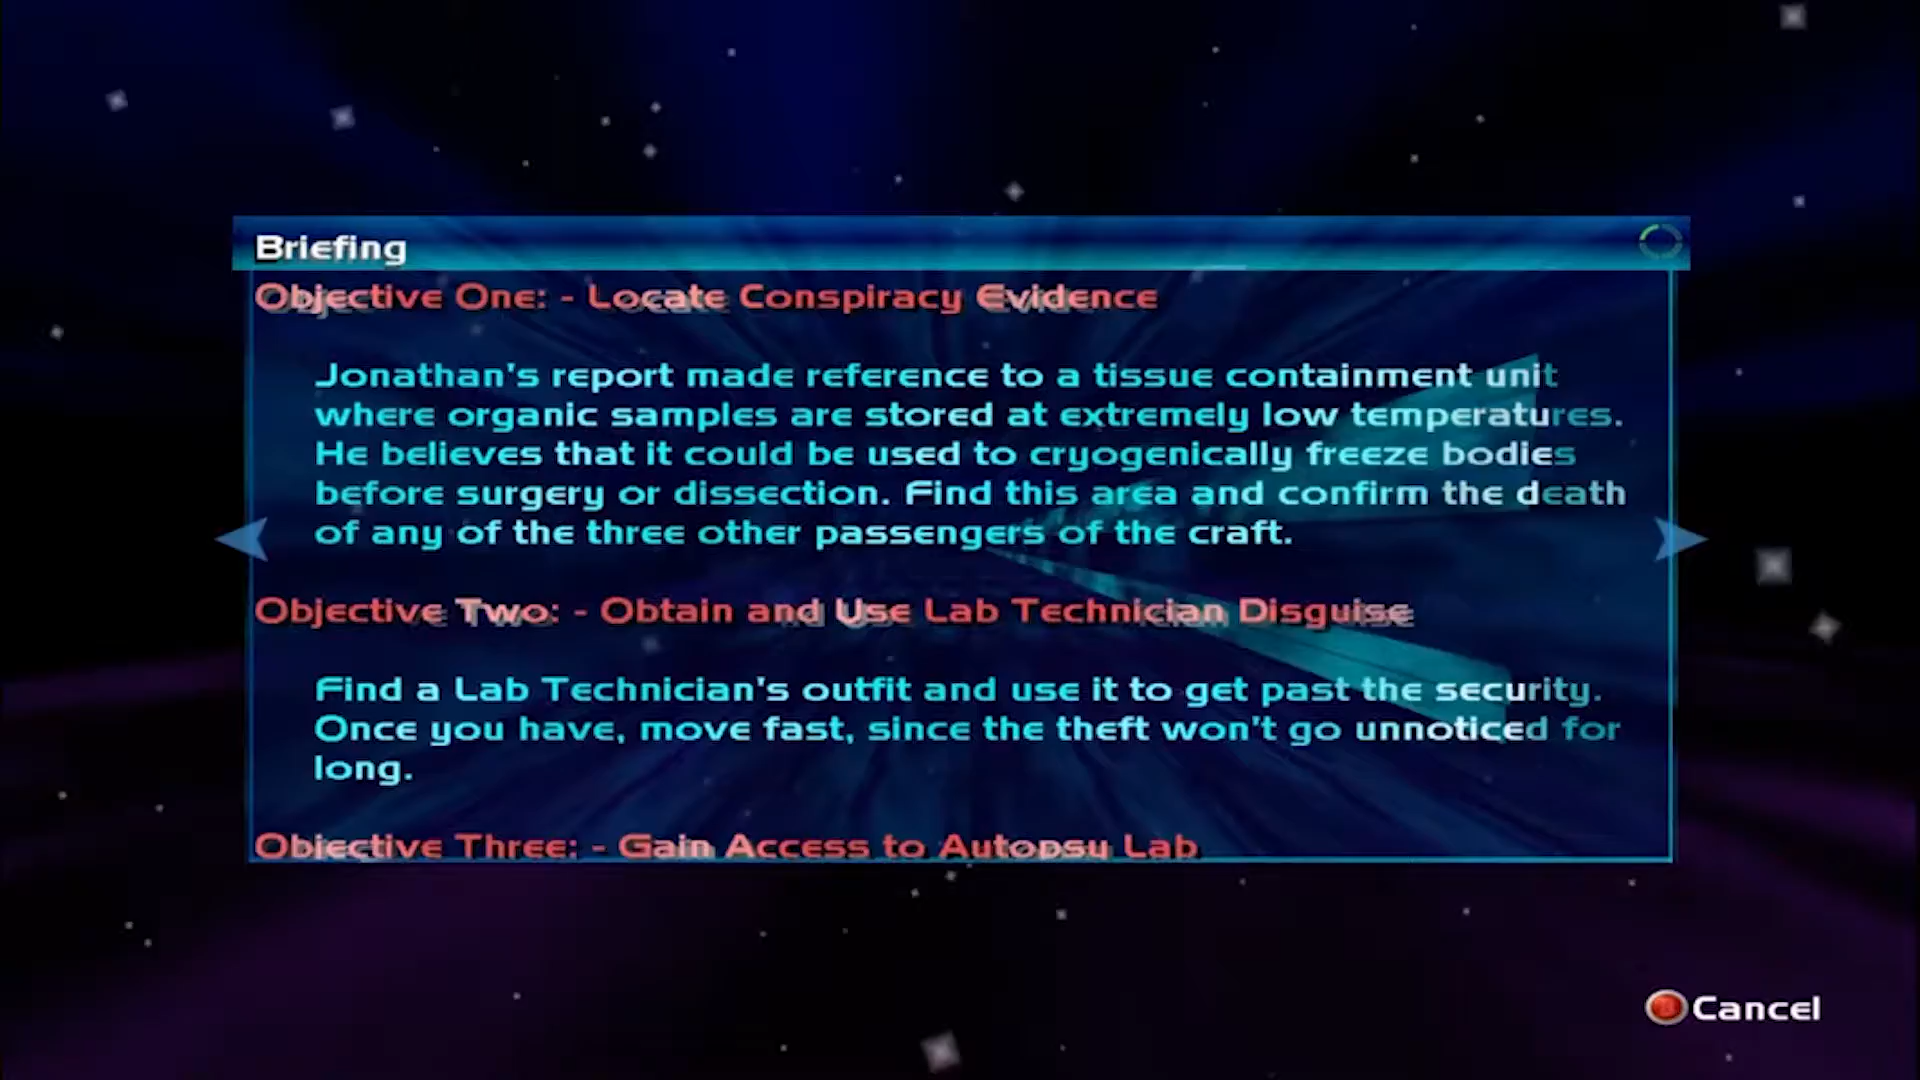 Briefing
Objective One: - Locate Conspiracy Evidence
Jonathan's report made reference to a tissue containment unit
where organic samples are stored at extremely low temperatures.
He believes that it could be used to cryogenically freeze bodies
before surgery or dissection. Find this area and confirm the death
of any of the three other passengers of the craft.
Objective Two: - Obtain and Use Lab Technician Disguise
Find a Lab Technician's outfit and use it to get past the security.
Once you have, move fast, since the theft won't go unnoticed for
long.
Objective Three: - Gain Access to Autopsy Lab
B Cancel